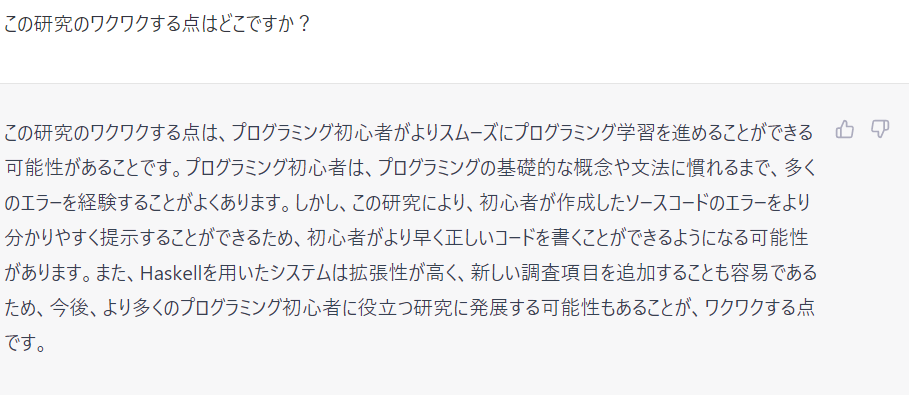 この研究のワクワクする点はどこですか？
この研究のワクワクする点は、プログラミング初心者がよりスムーズにプログラミング学習を進めることができる
可能性があることです。プログラミング初心者は、プログラミングの基礎的な概念や文法に慣れるまで、多く
のエラーを経験することがよくあります。しかし、この研究により、初心者が作成したソースコードのエラーをより
分かりやすく提示することができるため、初心者がより早く正しいコードを書くことができるようになる可能性
があります。また、Haskellを用いたシステムは拡張性が高く、新しい調査項目を追加することも容易である
ため、今後、より多くのプログラミング初心者に役立つ研究に発展する可能性もあることが、ワクワクする点
です。